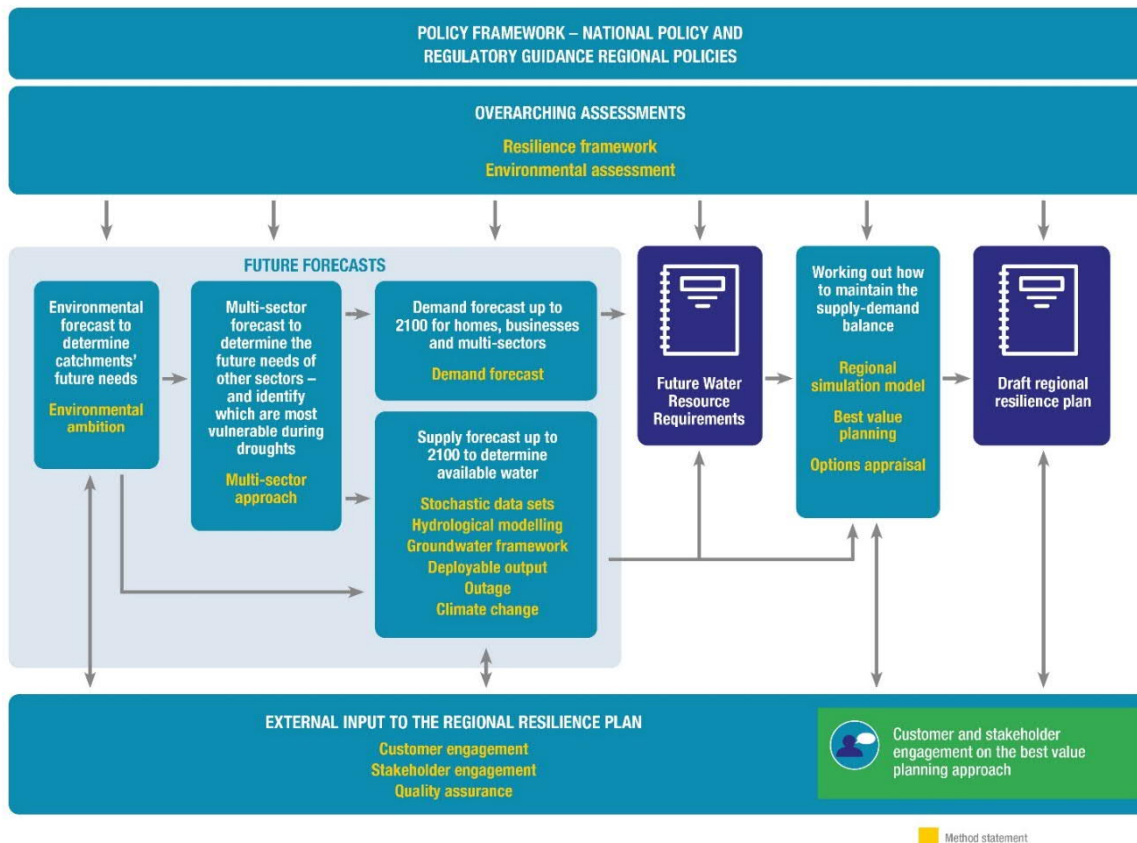 POLICY FRAMEWORK – NATIONAL POLICY AND
REGULATORY GUIDANCE REGIONAL POLICIES
OVERARCHING ASSESSMENTS
Resilience framework
Environmental assessment
FUTURE FORECASTS
Environmental
forecast to
determine
catchments'
future needs
Environmental
ambition
Multi-sector
forecast to
determine the
future needs of
other sectors –
and identify
which are most
vulnerable during
droughts
Multi-sector
approach
Demand forecast up to
2100 for homes, businesses
and multi-sectors
Demand forecast
Supply forecast up to
2100 to determine
available water
Stochastic data sets
Hydrological modelling
Groundwater framework
Deployable output
Outage
Climate change
Future Water
Resource
Requirements
Working out how
to maintain the
supply-demand
balance
Regional
simulation model
Best value
planning
Options appraisal
Draft regional
resilience plan
EXTERNAL INPUT TO THE REGIONAL RESILIENCE PLAN
Customer engagement
Stakeholder engagement
Quality assurance
Customer and stakeholder
engagement on the best value
planning approach
Method statement